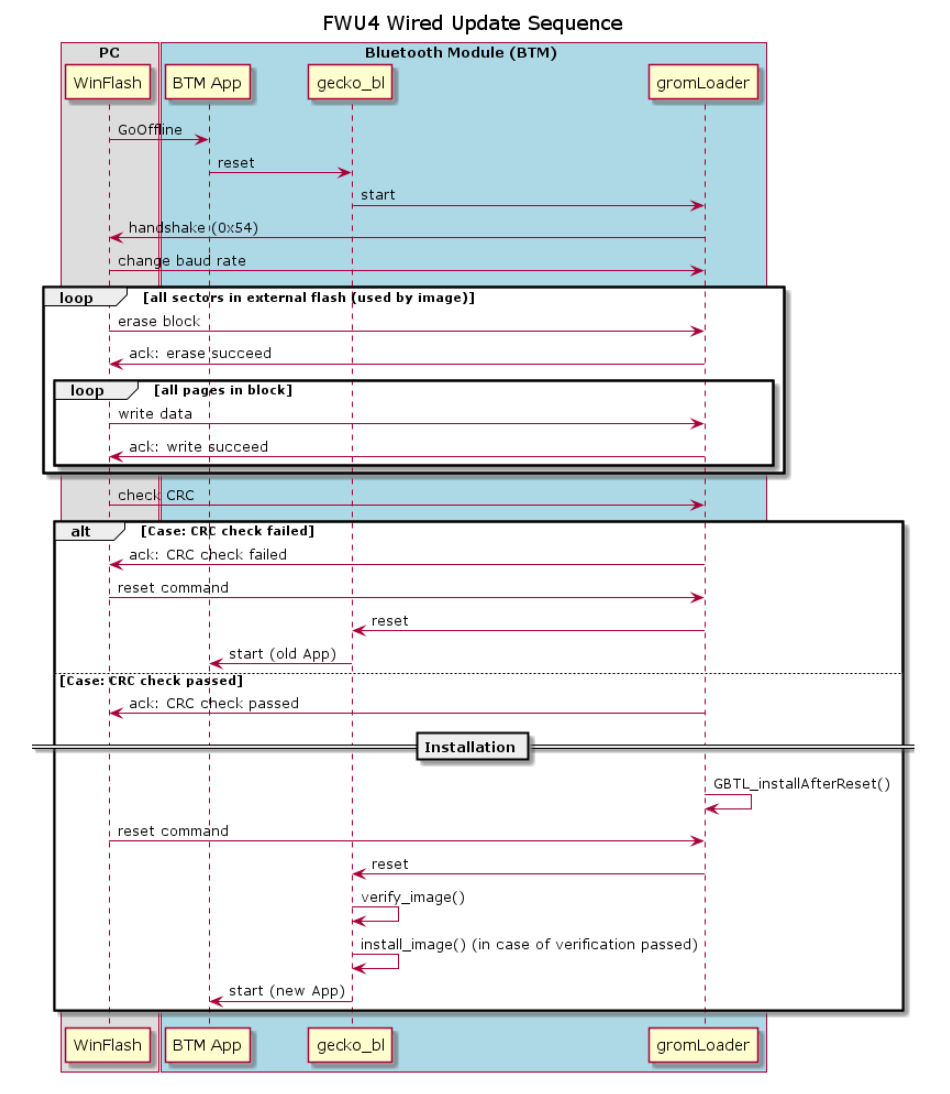 FWU4 Wired Update Sequence
PC
Bluetooth Module (BTM)
WinFlash
BTM App
gecko_bl
gromLoader
GoOffline
reset
start
handshake (0x54)
change baud rate
loop [all sectors in external flash (used by image)]
erase block
ack: erase succeed
loop [all pages in block]
write data
ack: write succeed
check CRC
alt [Case: CRC check failed]
ack: CRC check failed
reset command
reset
start (old App)
[Case: CRC check passed]
ack: CRC check passed
Installation
GBTL_installAfterReset()
reset command
reset
verify_image()
install_image() (in case of verification passed)
start (new App)
WinFlash
BTM App
gecko_bl
gromLoader